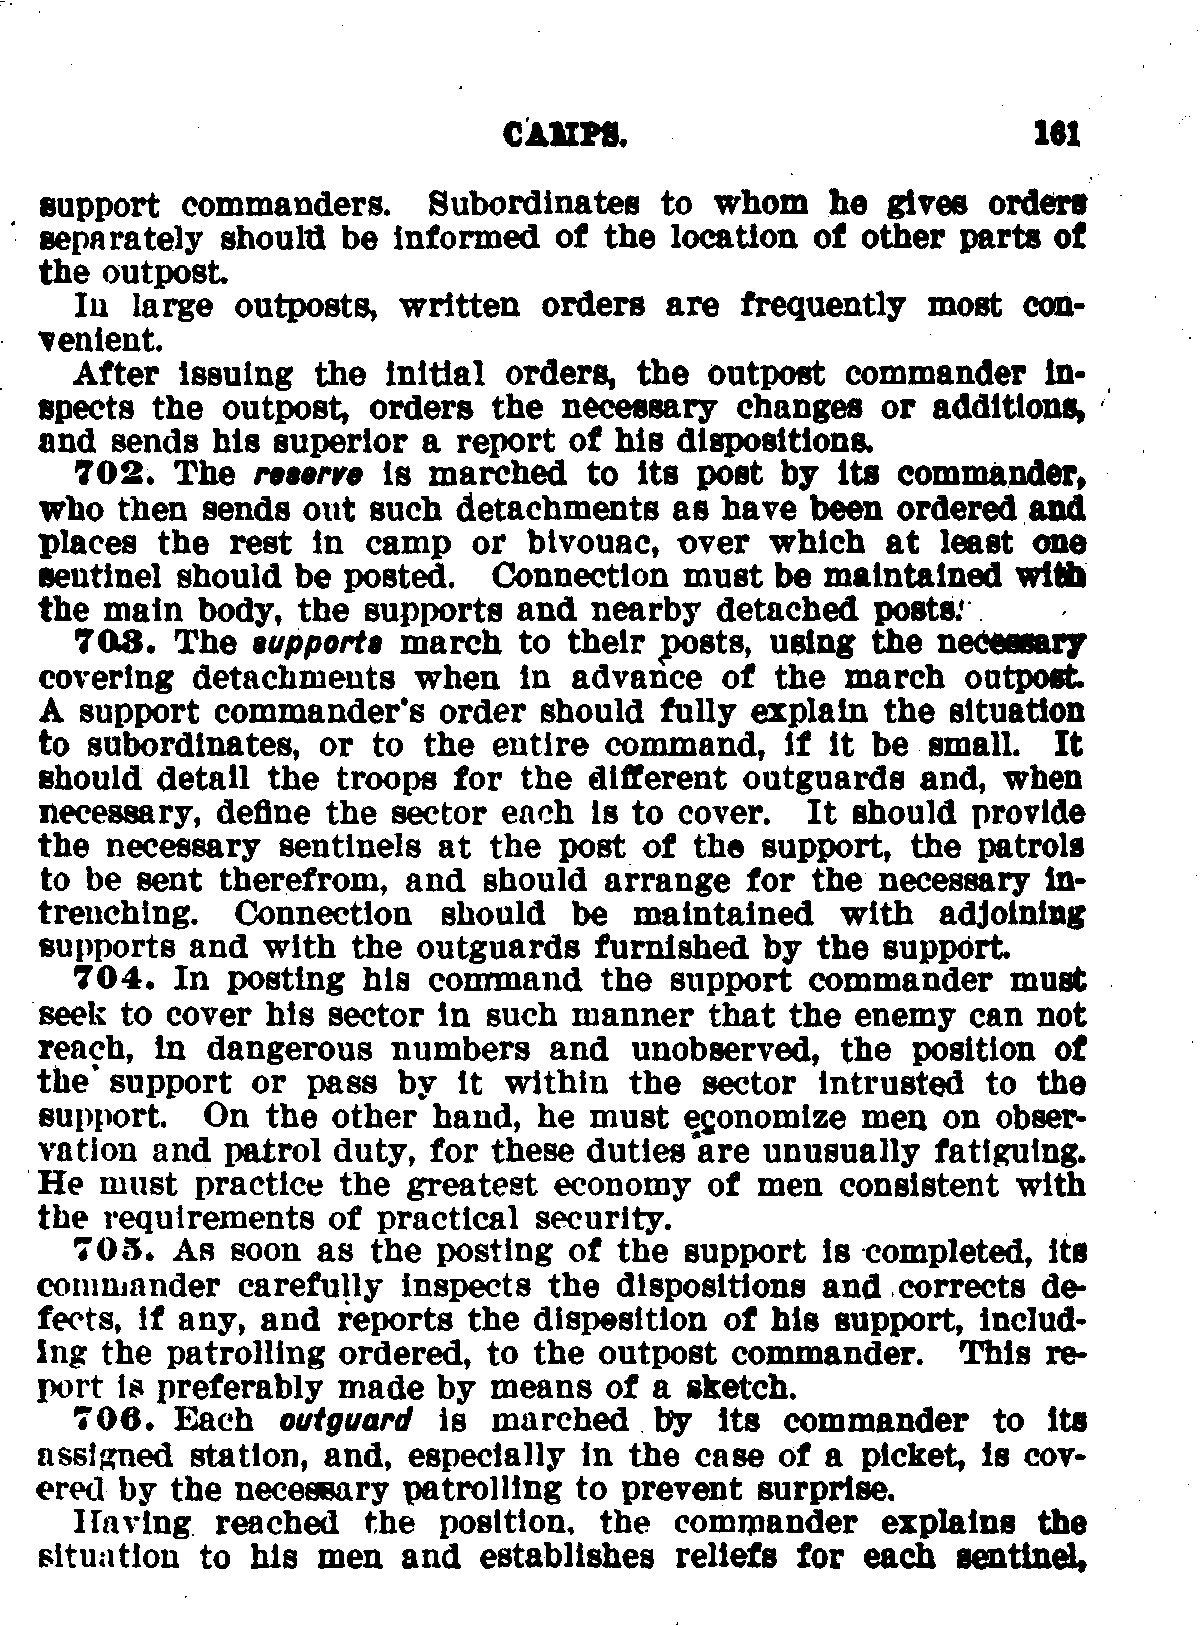 CAMPS. 161
support commanders. Subordinates to whom he gives orders
separately should be informed of the location of other parts of
the outpost.
In large outposts, written orders are frequently most con-
venient.
After issuing the initial orders, the outpost commander in-
spects the outpost, orders the necessary changes or additions,
and sends his superior a report of his dispositions.
702. The reserve is marched to its post by its commander,
who then sends out such detachments as have been ordered and
places the rest in camp or bivouac, over which at least one
sentinel should be posted. Connection must be maintained with
the main body, the supports and nearby detached posts.
703. The supports march to their posts, using the necessary
covering detachments when in advance of the march outpost.
A support commander's order should fully explain the situation
to subordinates, or to the entire command, if it be small. It
should detail the troops for the different outguards and, when
necessary, define the sector each is to cover. It should provide
the necessary sentinels at the post of the support, the patrols
to be sent therefrom, and should arrange for the necessary in-
trenching. Connection should be maintained with adjoining
supports and with the outguards furnished by the support.
704. In posting his command the support commander must
seek to cover his sector in such manner that the enemy can not
reach, in dangerous numbers and unobserved, the position of
the support or pass by it within the sector intrusted to the
support. On the other hand, he must economize men on obser-
vation and patrol duty, for these duties are unusually fatiguing.
He must practice the greatest economy of men consistent with
the requirements of practical security.
705. As soon as the posting of the support is completed, its
commander carefully inspects the dispositions and corrects de-
fects, if any, and reports the disposition of his support, includ-
ing the patrolling ordered, to the outpost commander. This re-
port is preferably made by means of a sketch.
706. Each outguard is marched by its commander to its
assigned station, and, especially in the case of a picket, is cov-
ered by the necessary patrolling to prevent surprise.
Having reached the position, the commander explains the
situation to his men and establishes reliefs for each sentinel,